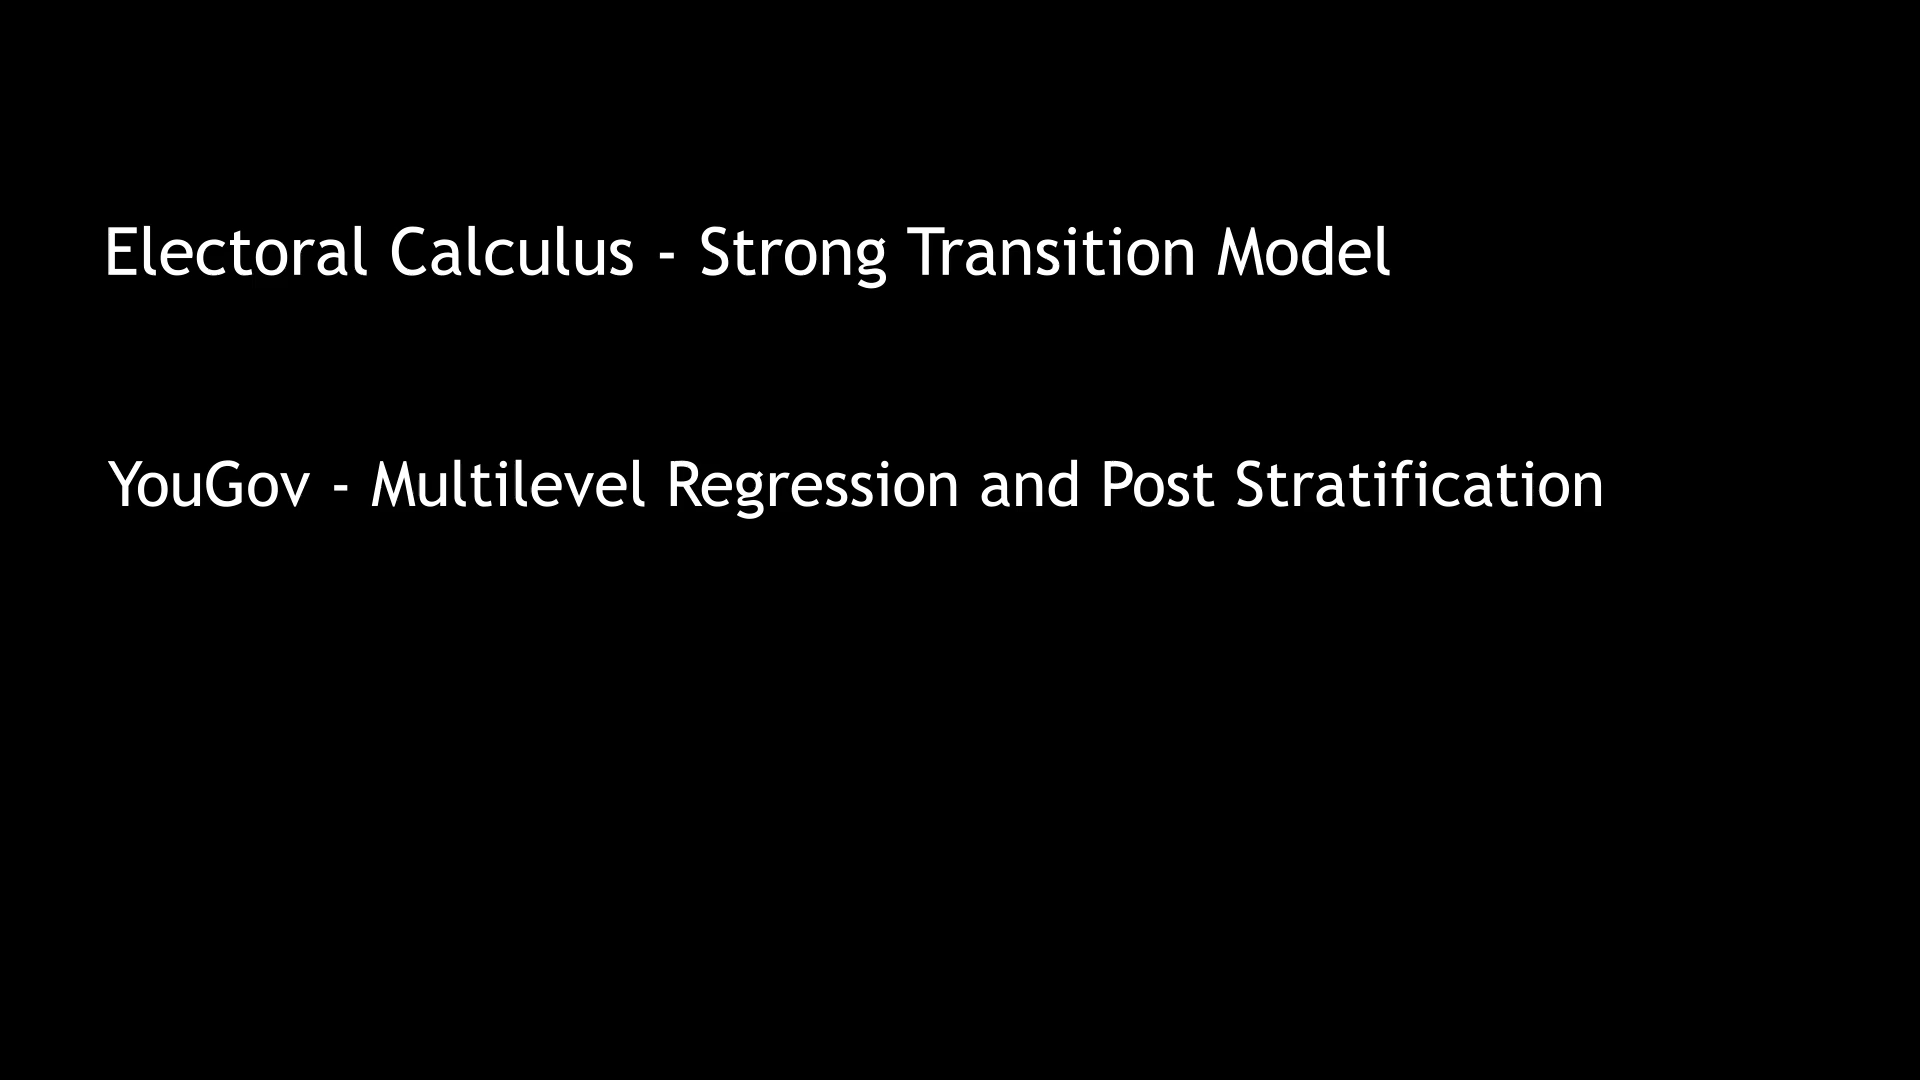 Electoral Calculus - Strong Transition Model
YouGov - Multilevel Regression and Post Stratification